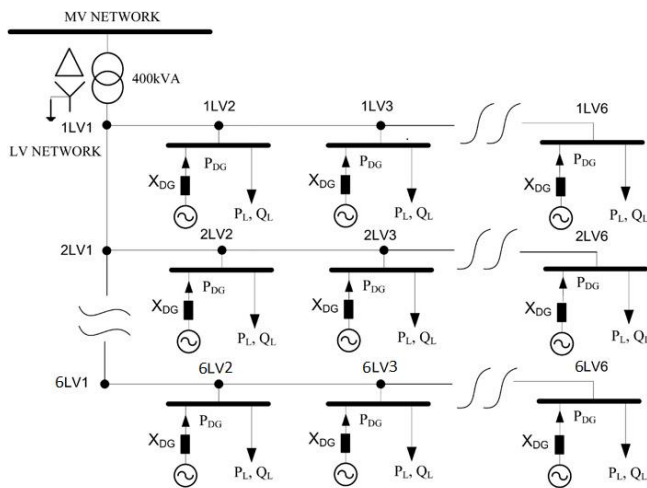 MV NETWORK
400kVA
1LV1
1LV2
1LV3
1LV6
LV NETWORK
PDG
PDG
PDG
XDG
XDG
XDG
PL, QL
PL, QL
PL, QL
2LV1
2LV2
2LV3
2LV6
PDG
PDG
PDG
XDG
XDG
XDG
PL, QL
PL, QL
PL, QL
6LV1
6LV2
6LV3
6LV6
PDG
PDG
PDG
XDG
XDG
XDG
PL, QL
PL, QL
PL, QL